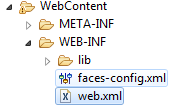 WebContent
META-INF
WEB-INF
lib
faces-config.xml
web.xml